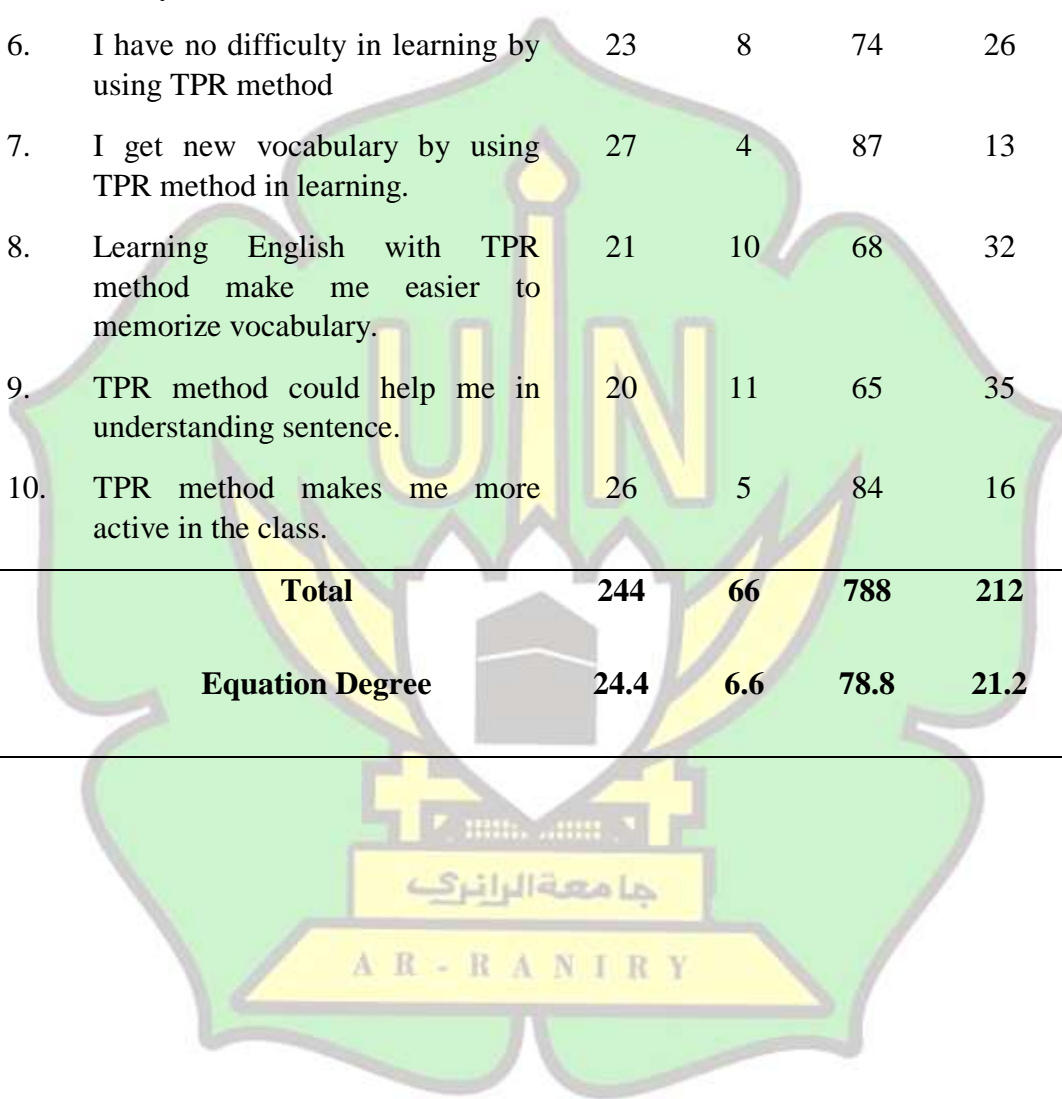 6. I have no difficulty in learning by 23 8 74 26
using TPR method
7. I get new vocabulary by using 27 4 87 13
TPR method in learning.
8. Learning English with TPR 21 10 68 32
method make me easier to
memorize vocabulary.
9. TPR method could help me in 20 11 65 35
understanding sentence.
10. TPR method makes me more 26 5 84 16
active in the class.
Total 244 66 788 212
Equation Degree 24.4 6.6 78.8 21.2
UIN
جامعةالرانري
AR-RANIRY